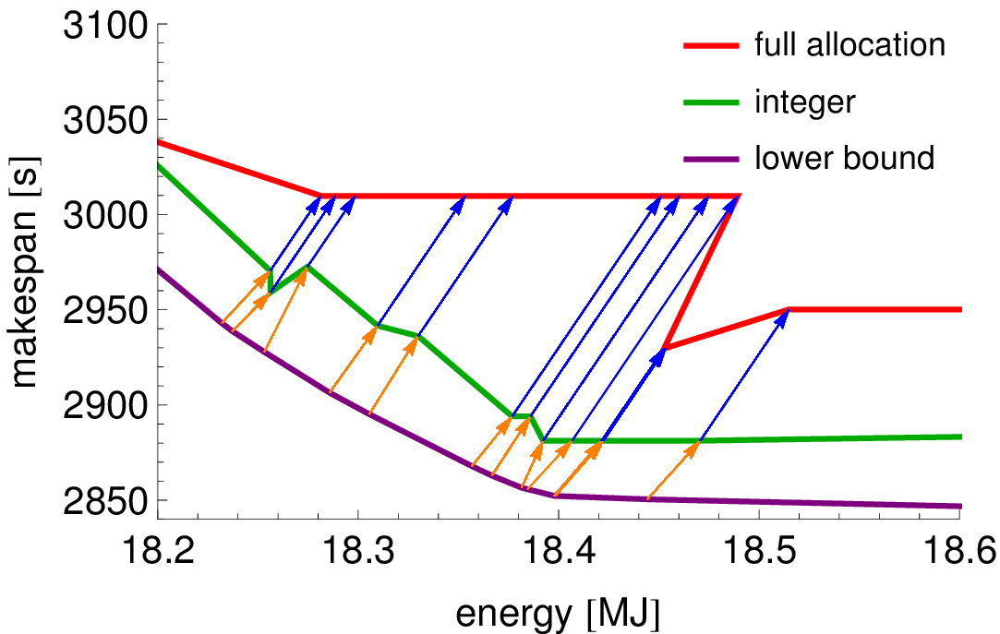 3100
3050
3000
2950
2900
2850
makespan [s]
18.2
18.3
18.4
18.5
18.6
energy [MJ]
full allocation
integer
lower bound